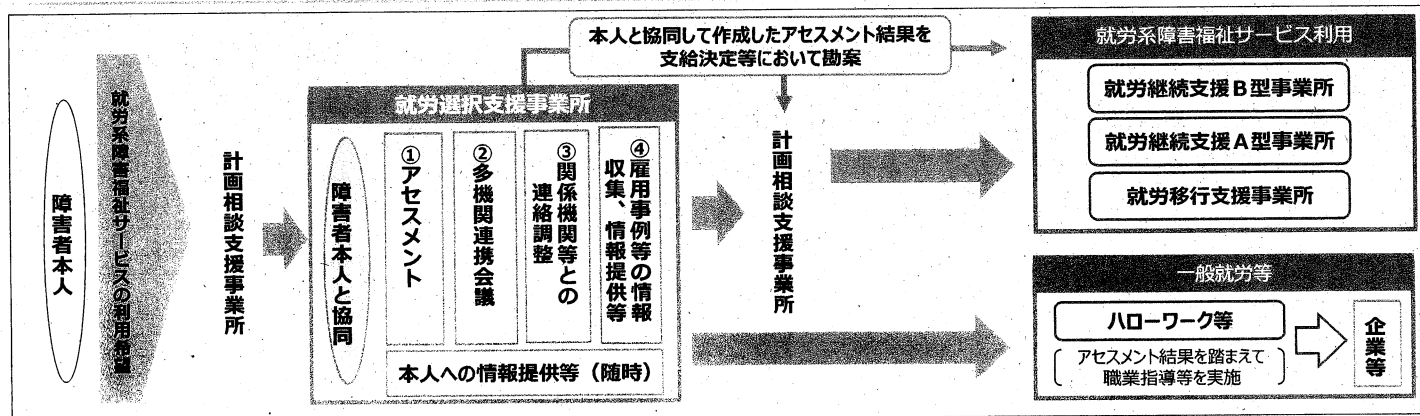 障害者本人
就労系障害福祉サービスの利用希望
計画相談支援事業所
就労選択支援事業所
障害者本人と協同
①アセスメント
②多機関連携会議
③関係機関等との
連絡調整
④雇用事例等の情報
収集、情報提供等
本人への情報提供等（随時）
本人と協同して作成したアセスメント結果を
支給決定等において勘案
計画相談支援事業所
就労系障害福祉サービス利用
就労継続支援Ｂ型事業所
就労継続支援Ａ型事業所
就労移行支援事業所
一般就労等
ハローワーク等
アセスメント結果を踏まえて
職業指導等を実施
企業等